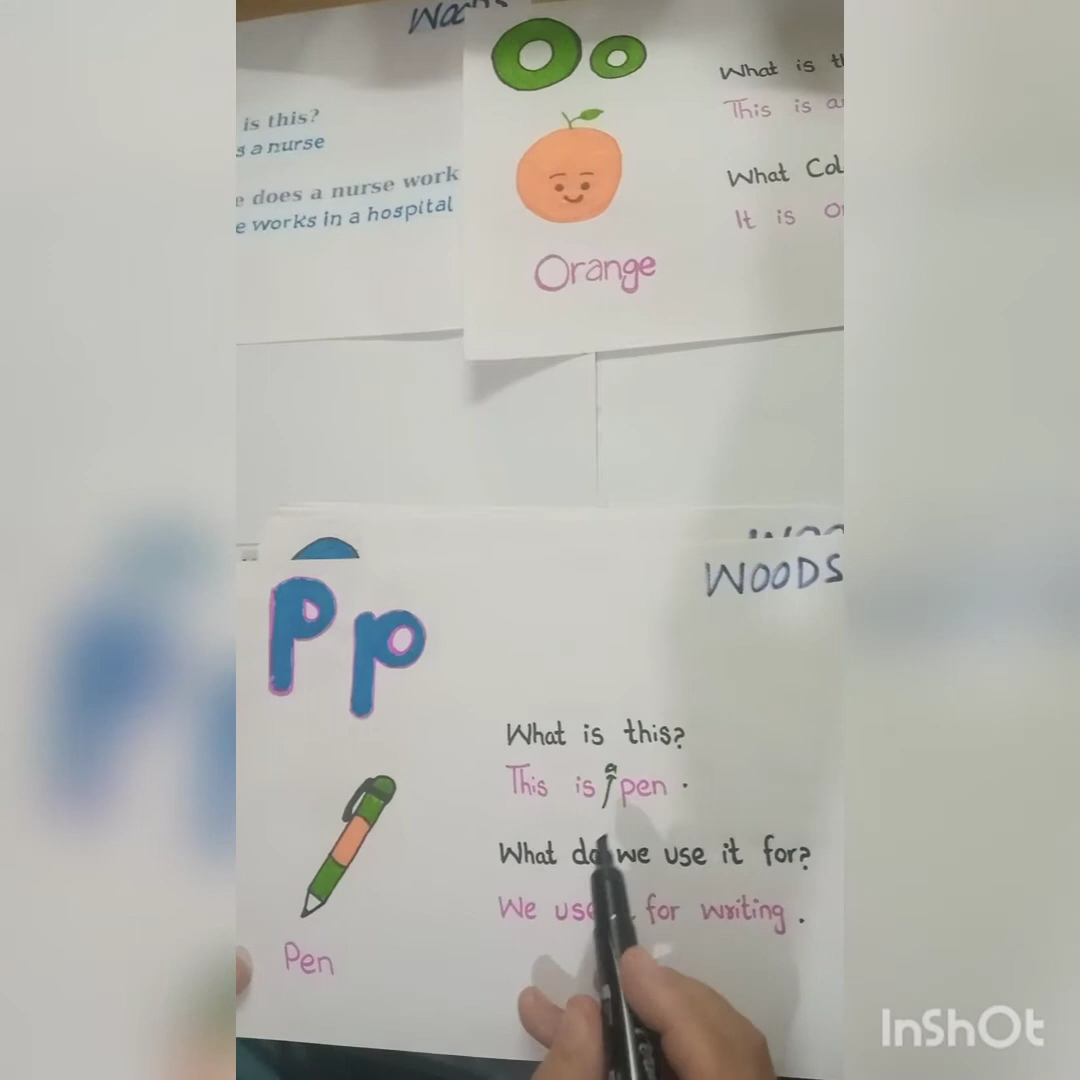 is this?
a nurse
does a nurse work
works in a hospital
Oo
What is
This is
What
It is
Orange
WOODS
Pp
What is this?
This is a pen.
What do we use it for?
We use for writing.
Pen
InShOt